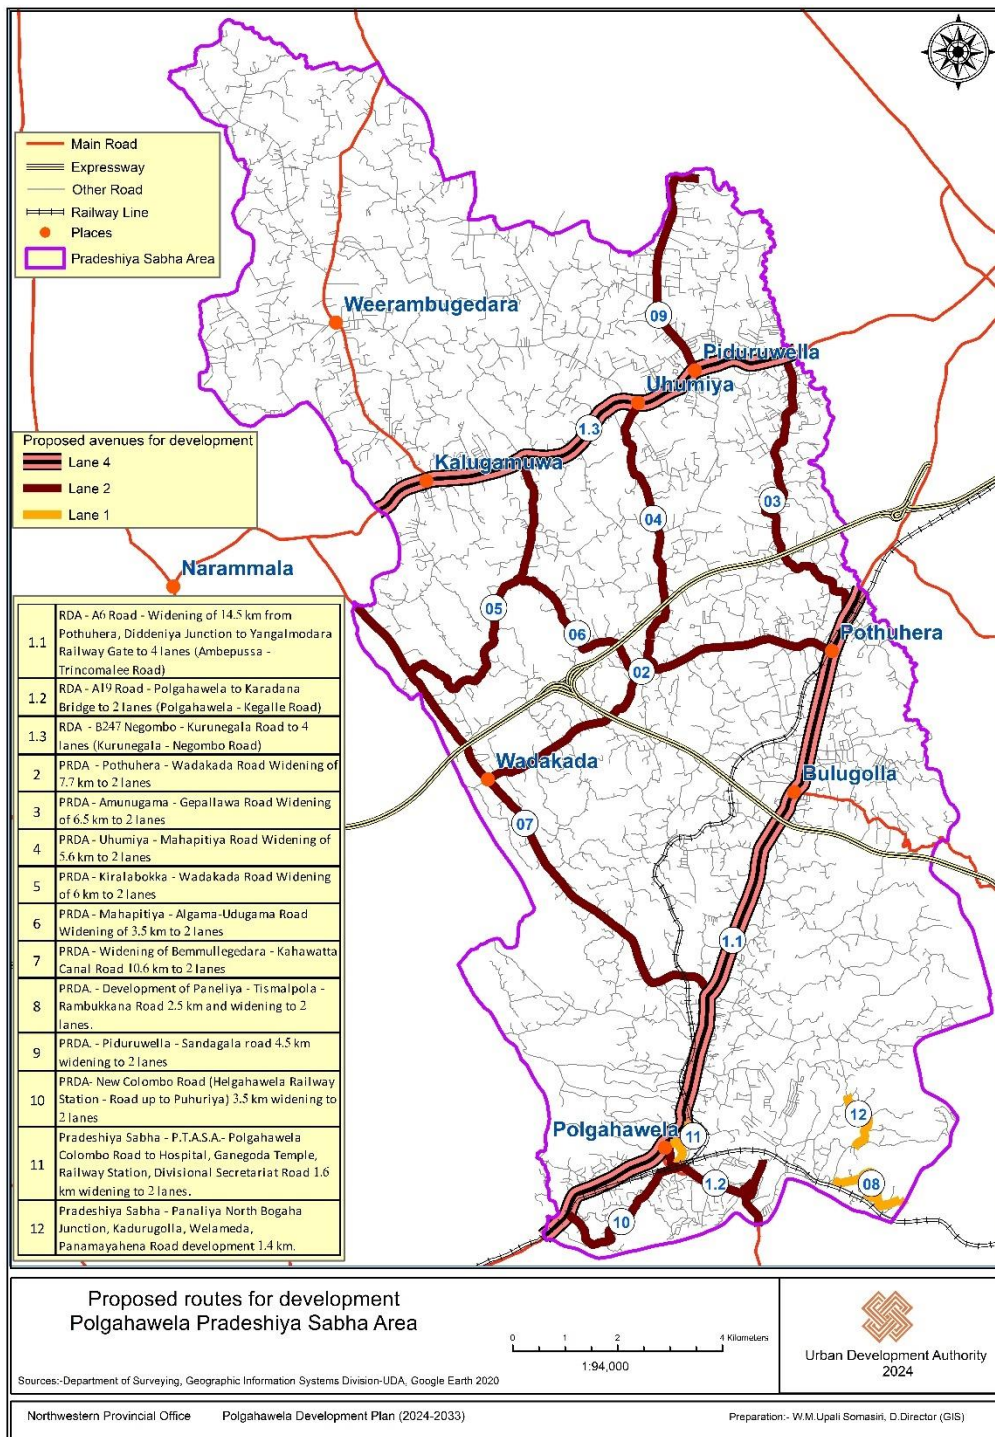 Main Road
Expressway
Other Road
Railway Line
Places
Pradeshiya Sabha Area
Weerambugedara
09
Piduruwella
Uhumiya
1.3
Kalugamuwa
Proposed avenues for development
Lane 4
Lane 2
Lane 1
03
04
Narammala
05
06
Pothuhera
02
Wadakada
Bulugolla
07
1.1
12
Polgahawela
11
08
1.2
10
1.1 RDA - A6 Road - Widening of 14.5 km from
Pothuhera, Diddeniya Junction to Yangalmodara
Railway Gate to 4 lanes (Ambepussa -
Trincomalee Road)
1.2 RDA - A19 Road - Polgahawela to Karadana
Bridge to 2 lanes (Polgahawela - Kegalle Road)
1.3 RDA - B247 Negombo - Kurunegala Road to 4
lanes (Kurunegala - Negombo Road)
2 PRDA - Pothuhera - Wadakada Road Widening of
7.7 km to 2 lanes
3 PRDA - Amunugama - Gepallawa Road Widening
of 6.5 km to 2 lanes
4 PRDA - Uhumiya - Mahapitiya Road Widening of
5.6 km to 2 lanes
5 PRDA - Kiralabokka - Wadakada Road Widening
of 6 km to 2 lanes
6 PRDA - Mahapitiya - Algama-Udugama Road
Widening of 3.5 km to 2 lanes
7 PRDA - Widening of Bemmullegedara - Kahawatta
Canal Road 10.6 km to 2 lanes
8 PRDA. - Development of Paneliya - Tismalpola -
Rambukkana Road 2.5 km and widening to 2
lanes.
9 PRDA. - Piduruwella - Sandagala road 4.5 km
widening to 2 lanes
10 PRDA- New Colombo Road (Helgahawela Railway
Station - Road up to Puhuriya) 3.5 km widening to
2 lanes
11 Pradeshiya Sabha - P.T.A.S.A.- Polgahawela
Colombo Road to Hospital, Ganegoda Temple,
Railway Station, Divisional Secretariat Road 1.6
km widening to 2 lanes.
12 Pradeshiya Sabha - Panaliya North Bogaha
Junction, Kadurugolla, Welameda,
Panamayahena Road development 1.4 km.
Proposed routes for development
Polgahawela Pradeshiya Sabha Area
0 1 2 4 Kilometers
1:94,000
Sources:-Department of Surveying, Geographic Information Systems Division-UDA, Google Earth 2020
Urban Development Authority
2024
Northwestern Provincial Office Polgahawela Development Plan (2024-2033) Preparation:- W.M.Upali Somasiri, D.Director (GIS)